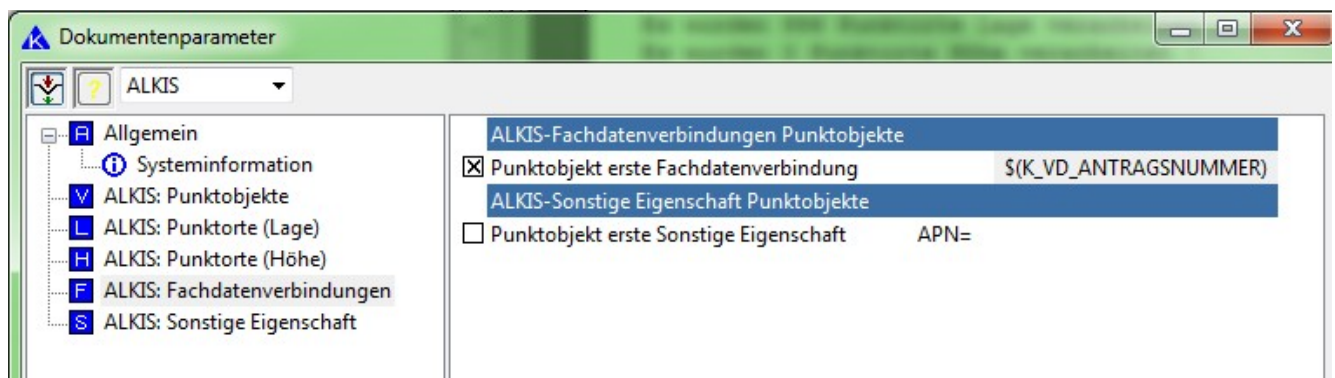 Dokumentenparameter
ALKIS
Allgemein
Systeminformation
ALKIS: Punktobjekte
ALKIS: Punktorte (Lage)
ALKIS: Punktorte (Höhe)
ALKIS: Fachdatenverbindungen
ALKIS: Sonstige Eigenschaft
ALKIS-Fachdatenverbindungen Punktobjekte
Punktobjekt erste Fachdatenverbindung $(K_VD_ANTRAGSNUMMER)
ALKIS-Sonstige Eigenschaft Punktobjekte
Punktobjekt erste Sonstige Eigenschaft APN=